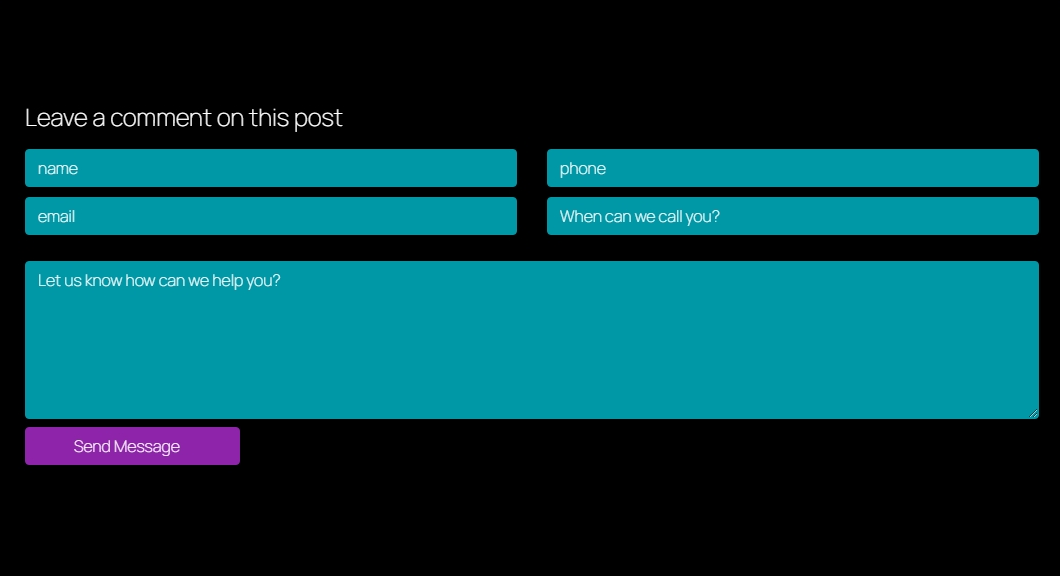 Leave a comment on this post
name
phone
email
When can we call you?
Let us know how can we help you?
Send Message